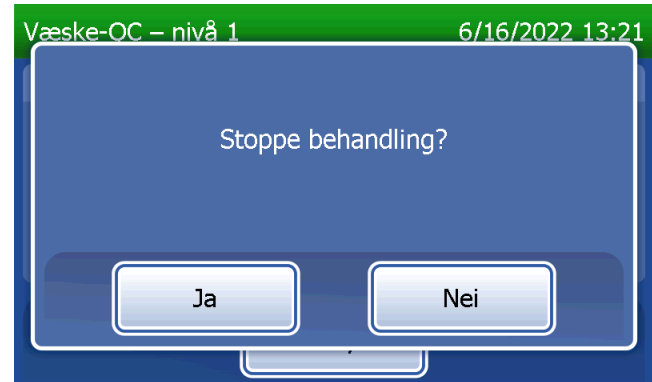 Væske-QC – nivå 1
6/16/2022 13:21
Stoppe behandling?
Ja
Nei